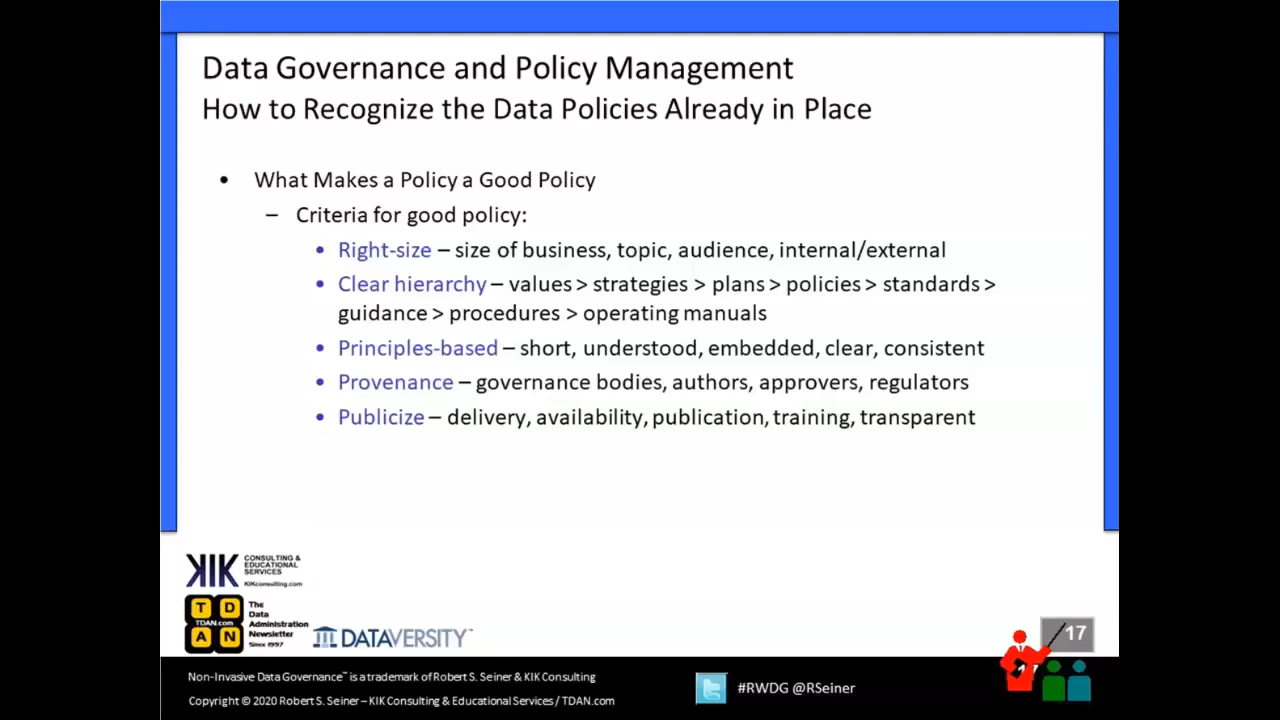 Data Governance and Policy Management
How to Recognize the Data Policies Already in Place
• What Makes a Policy a Good Policy
– Criteria for good policy:
• Right-size – size of business, topic, audience, internal/external
• Clear hierarchy – values > strategies > plans > policies > standards >
guidance > procedures > operating manuals
• Principles-based – short, understood, embedded, clear, consistent
• Provenance – governance bodies, authors, approvers, regulators
• Publicize – delivery, availability, publication, training, transparent
KIK
CONSULTING &
EDUCATIONAL
SERVICES
KIKconsulting.com
T D
TDAN.com
A N
The
Data
Administration
Newsletter
Since 1997
DATAVERSITY™
17
Non-Invasive Data Governance™ is a trademark of Robert S. Seiner & KIK Consulting
Copyright © 2020 Robert S. Seiner – KIK Consulting & Educational Services / TDAN.com
#RWDG @RSeiner